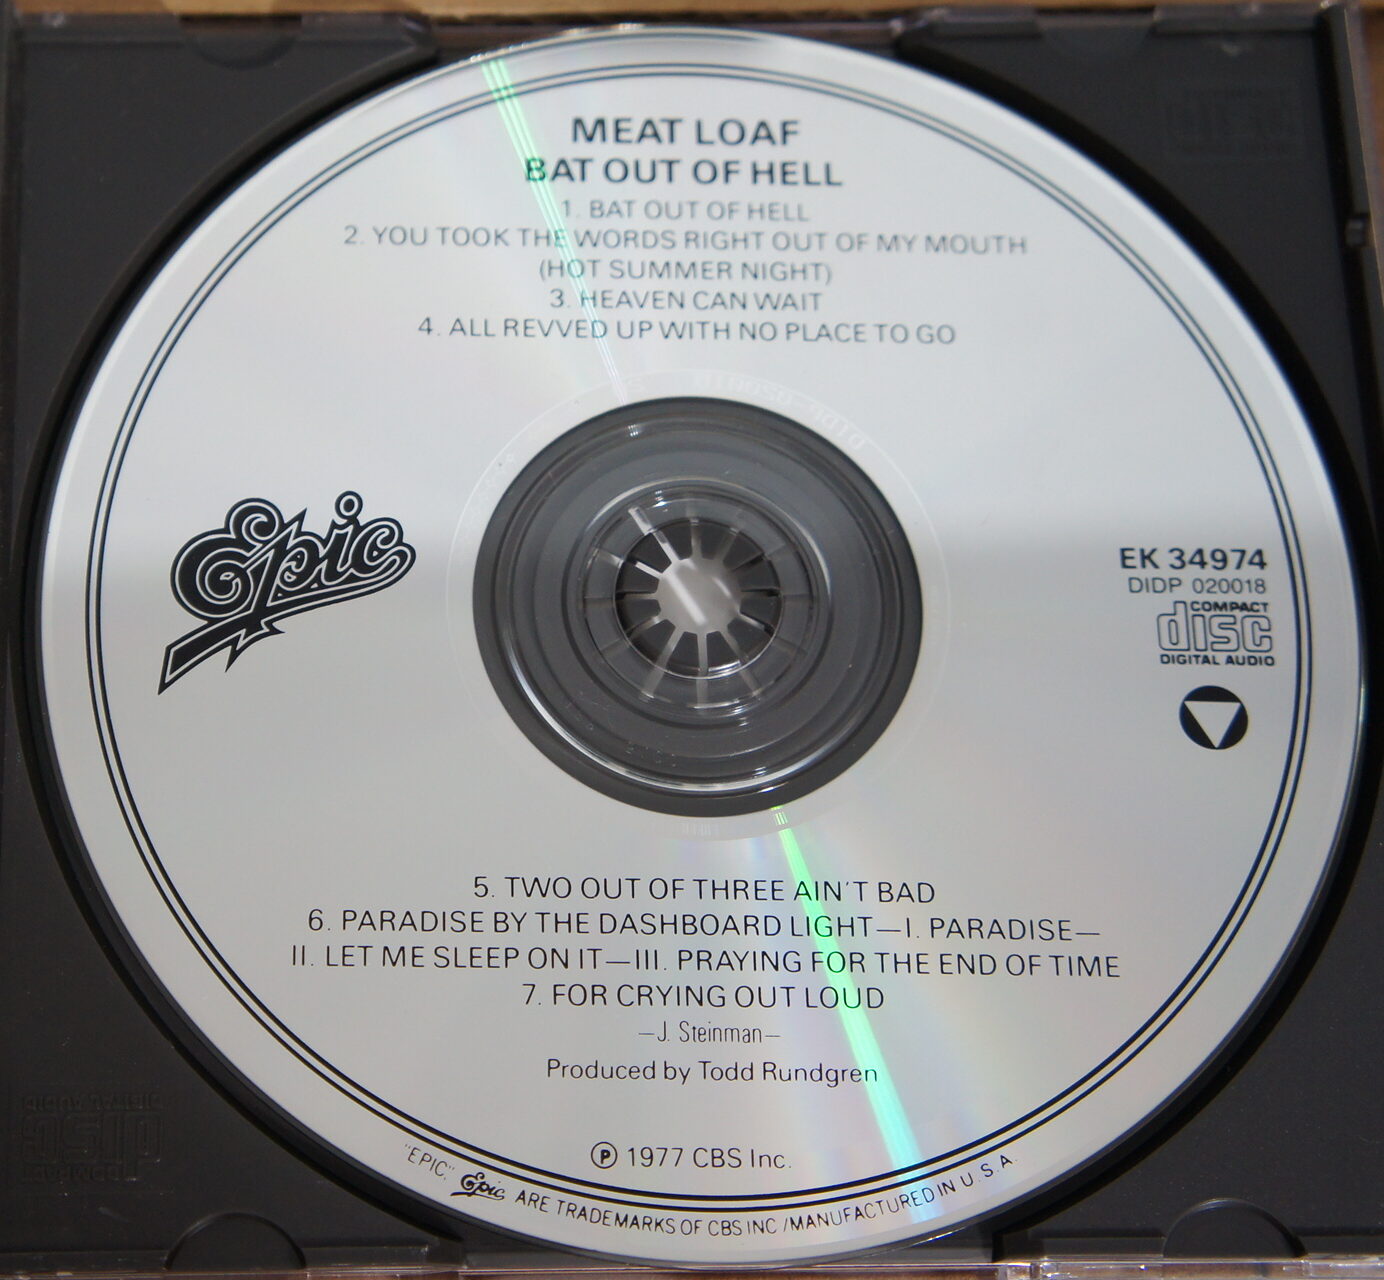 MEAT LOAF
BAT OUT OF HELL
1. BAT OUT OF HELL
2. YOU TOOK THE WORDS RIGHT OUT OF MY MOUTH
(HOT SUMMER NIGHT)
3. HEAVEN CAN WAIT
4. ALL REVVED UP WITH NO PLACE TO GO
Epic
EK 34974
DIDP 020018
COMPACT
disc
DIGITAL AUDIO
5. TWO OUT OF THREE AIN'T BAD
6. PARADISE BY THE DASHBOARD LIGHT—I. PARADISE—
II. LET ME SLEEP ON IT—III. PRAYING FOR THE END OF TIME
7. FOR CRYING OUT LOUD
—J. Steinman—
Produced by Todd Rundgren
Ⓟ 1977 CBS Inc.
"EPIC," Epic ARE TRADEMARKS OF CBS INC /MANUFACTURED IN U.S.A.